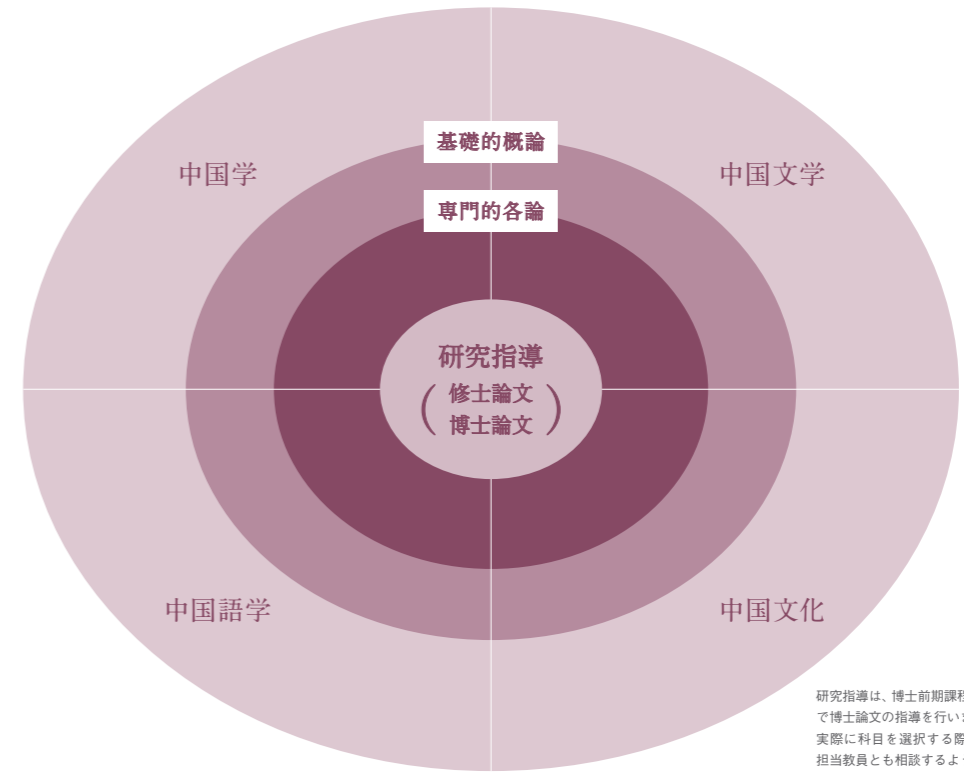 基礎的概論
中国学
中国文学
専門的各論
研究指導
(修士論文
博士論文)
中国語学
中国文化
研究指導は、博士前期課程
で博士論文の指導を行い
実際に科目を選択する際
担当教員とも相談するよ